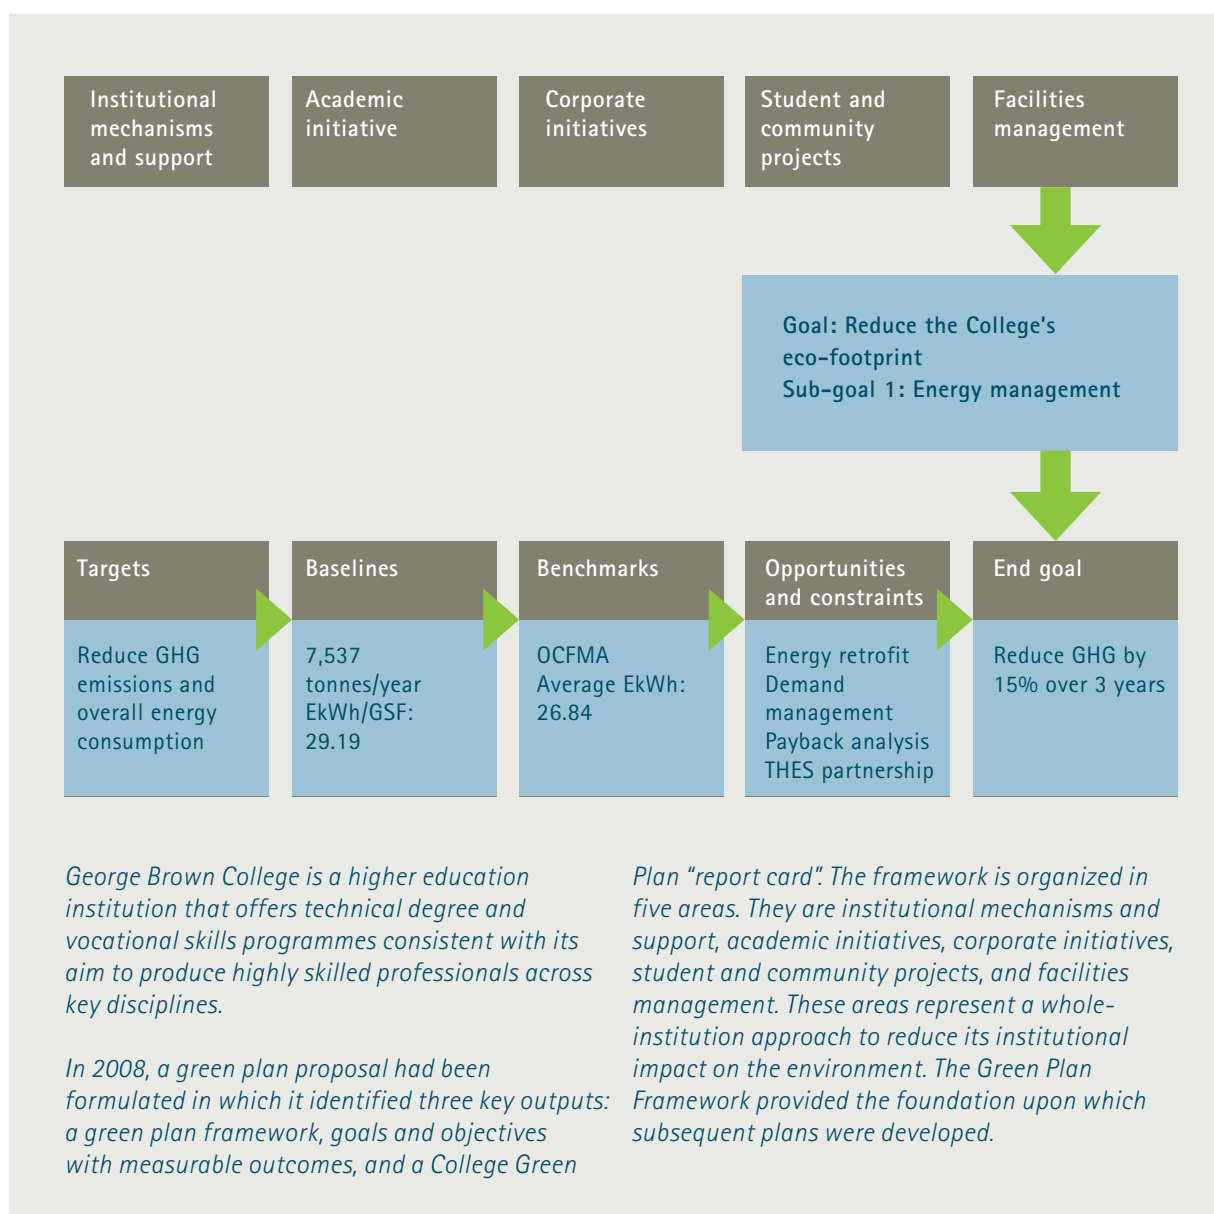 Institutional
mechanisms
and support
Academic
initiative
Corporate
initiatives
Student and
community
projects
Facilities
management
Goal: Reduce the College's
eco-footprint
Sub-goal 1: Energy management
Targets
Reduce GHG
emissions and
overall energy
consumption
Baselines
7,537
tonnes/year
EkWh/GSF:
29.19
Benchmarks
OCFMA
Average EkWh:
26.84
Opportunities
and constraints
Energy retrofit
Demand
management
Payback analysis
THES partnership
End goal
Reduce GHG by
15% over 3 years
George Brown College is a higher education
institution that offers technical degree and
vocational skills programmes consistent with its
aim to produce highly skilled professionals across
key disciplines.
In 2008, a green plan proposal had been
formulated in which it identified three key outputs:
a green plan framework, goals and objectives
with measurable outcomes, and a College Green
Plan “report card”. The framework is organized in
five areas. They are institutional mechanisms and
support, academic initiatives, corporate initiatives,
student and community projects, and facilities
management. These areas represent a whole-
institution approach to reduce its institutional
impact on the environment. The Green Plan
Framework provided the foundation upon which
subsequent plans were developed.